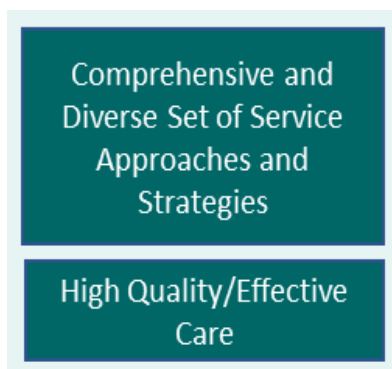 Comprehensive and
Diverse Set of Service
Approaches and
Strategies
High Quality/Effective
Care